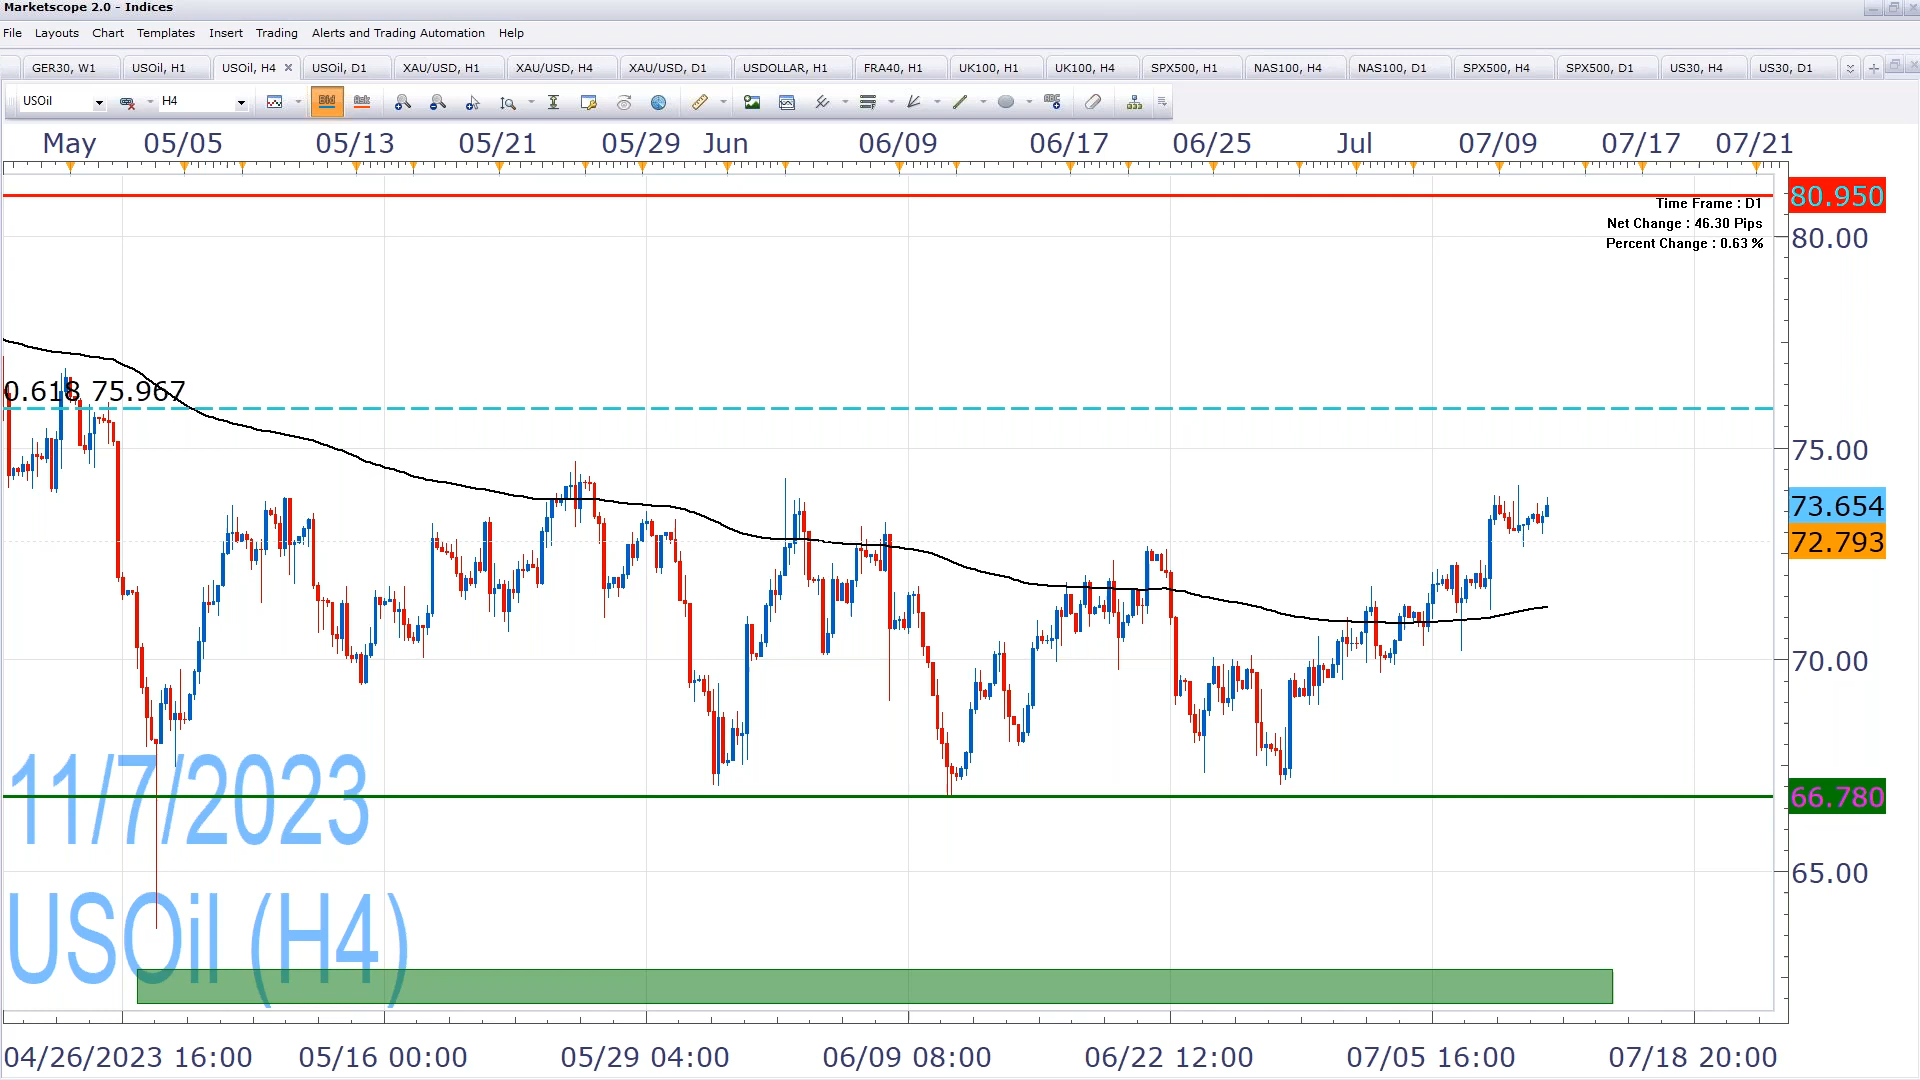 Marketscope 2.0 - Indices
File Layouts Chart Templates Insert Trading Alerts and Trading Automation Help
GER30, W1 USOil, H1 USOil, H4 USOil, D1 XAU/USD, H1 XAU/USD, H4 XAU/USD, D1 USDOLLAR, H1 FRA40, H1 UK100, H1 UK100, H4 SPX500, H1 NAS100, H4 NAS100, D1 SPX500, H4 SPX500, D1 US30, H4 US30, D1
USOil H4 Bid Ask ABC
May 05/05 05/13 05/21 05/29 Jun 06/09 06/17 06/25 Jul 07/09 07/17 07/21
80.950
Time Frame : D1
Net Change : 46.30 Pips
80.00
Percent Change : 0.63 %
0.618 75.967
75.00
73.654
72.793
70.00
11/7/2023
66.780
65.00
USOil (H4)
04/26/2023 16:00 05/16 00:00 05/29 04:00 06/09 08:00 06/22 12:00 07/05 16:00 07/18 20:00